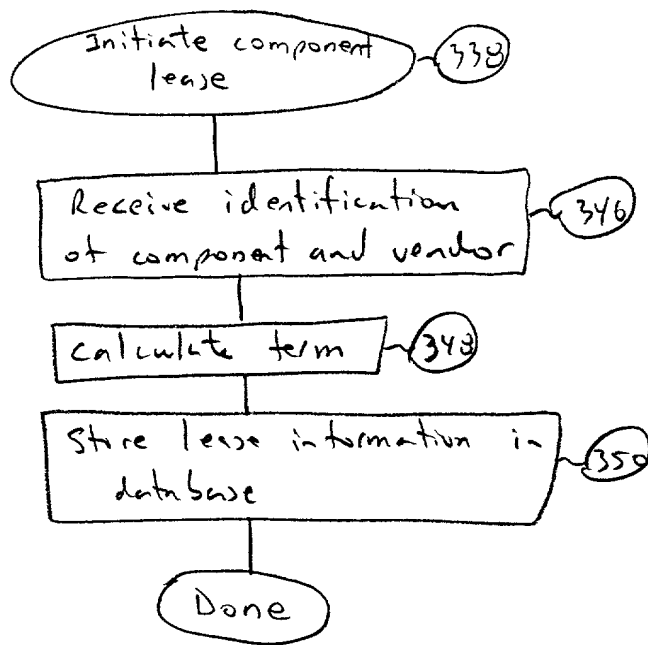 Initiate component
lease
338
Receive identification
of component and vendor
346
Calculate term
348
Store lease information in
database
350
Done